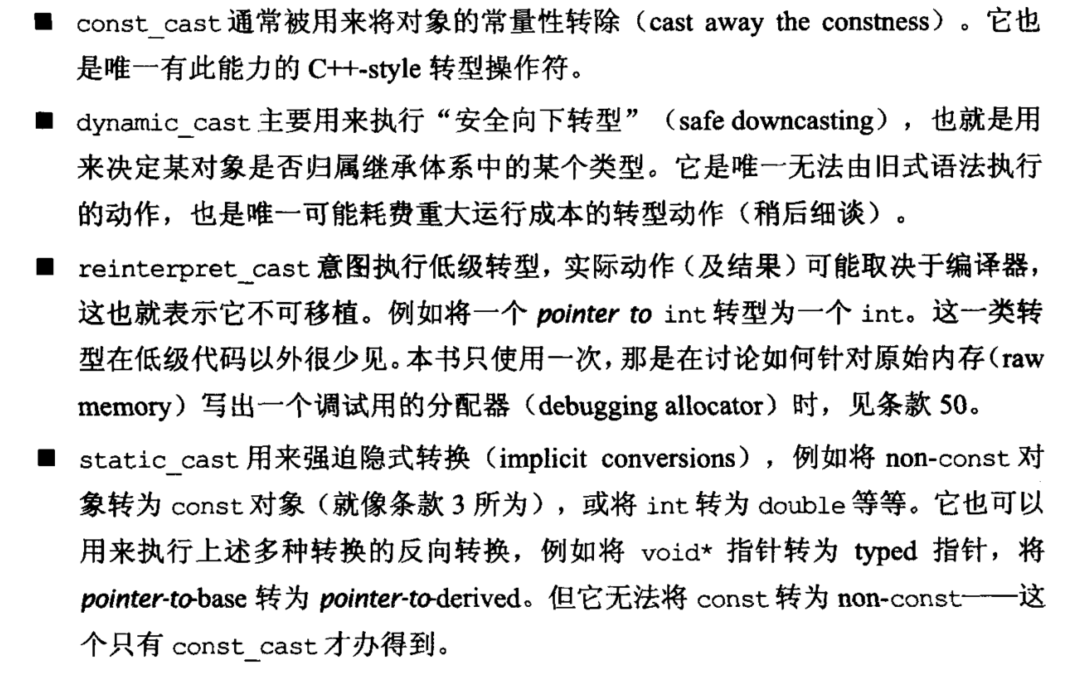 ■ const_cast 通常被用来将对象的常量性转除（cast away the constness）。它也
是唯一有此能力的 C++-style 转型操作符。
■ dynamic_cast 主要用来执行“安全向下转型”（safe downcasting），也就是用
来决定某对象是否归属继承体系中的某个类型。它是唯一无法由旧式语法执行
的动作，也是唯一可能耗费重大运行成本的转型动作（稍后细谈）。
■ reinterpret_cast 意图执行低级转型，实际动作（及结果）可能取决于编译器，
这也就表示它不可移植。例如将一个 pointer to int 转型为一个 int。这一类转
型在低级代码以外很少见。本书只使用一次，那是在讨论如何针对原始内存（raw
memory）写出一个调试用的分配器（debugging allocator）时，见条款 50。
■ static_cast 用来强迫隐式转换（implicit conversions），例如将 non-const 对
象转为 const 对象（就像条款 3 所为），或将 int 转为 double 等等。它也可以
用来执行上述多种转换的反向转换，例如将 void* 指针转为 typed 指针，将
pointer-to-base 转为 pointer-to-derived。但它无法将 const 转为 non-const——这
个只有 const_cast 才办得到。